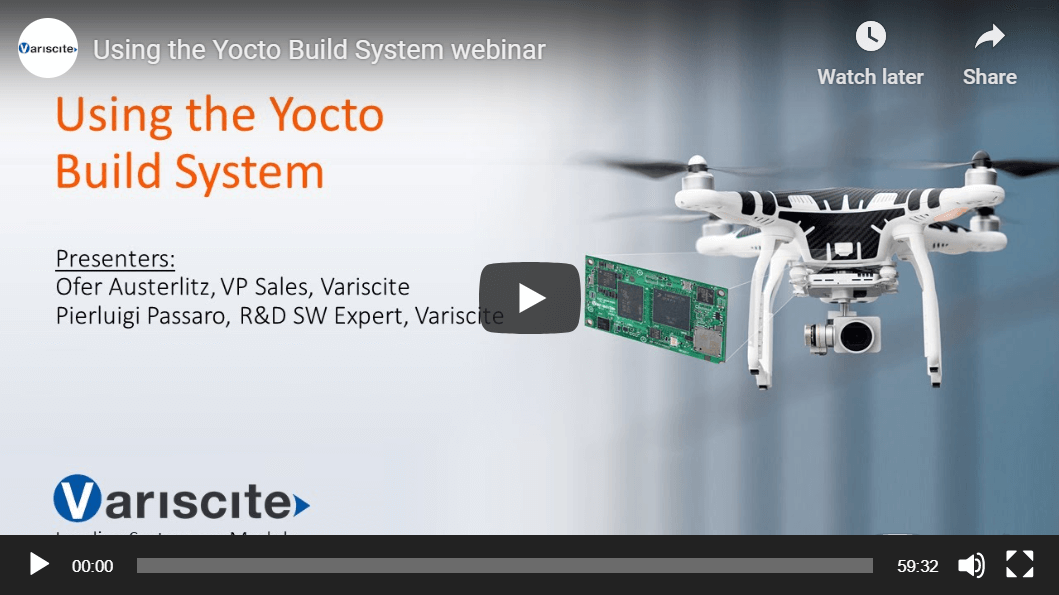 Variscite
Using the Yocto Build System webinar
Watch later
Share
Using the Yocto
Build System
Presenters:
Ofer Austerlitz, VP Sales, Variscite
Pierluigi Passaro, R&D SW Expert, Variscite
Variscite
00:00
59:32